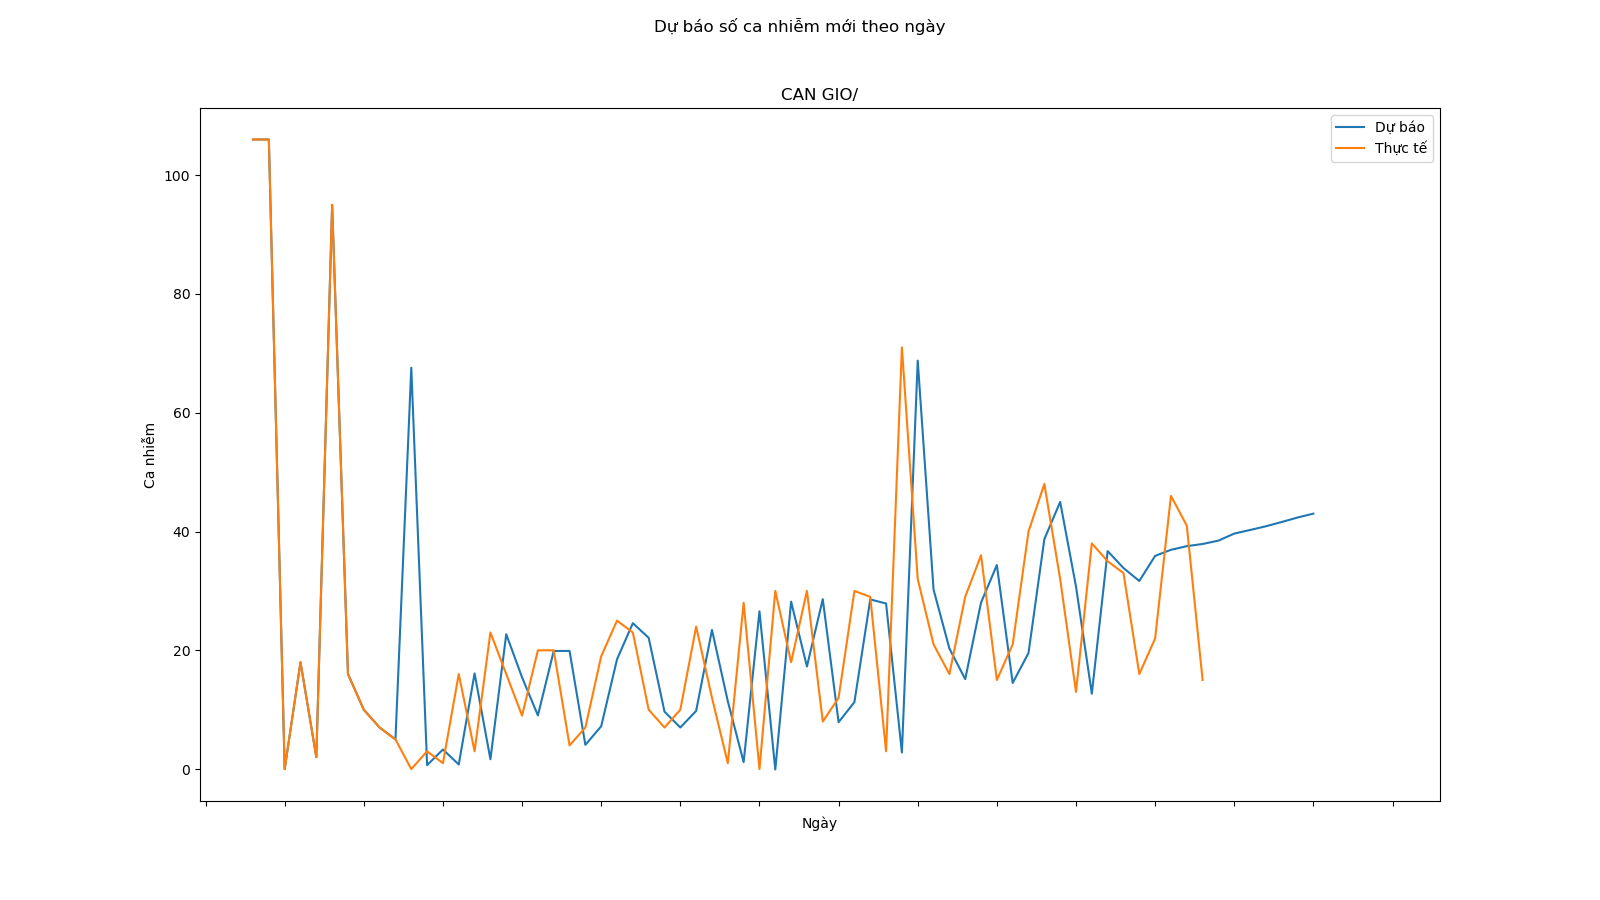 Dự báo số ca nhiễm mới theo ngày
CAN GIO/
Dự báo
Thực tế
100
80
60
40
20
0
Ca nhiễm
Ngày